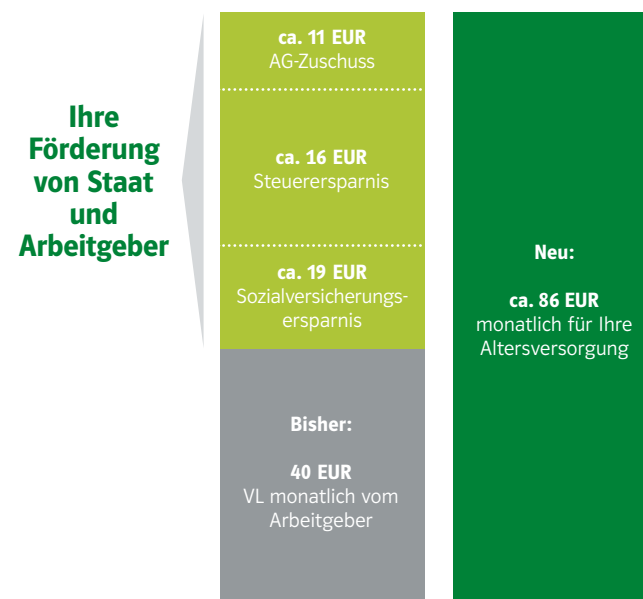 Ihre
Förderung
von Staat
und
Arbeitgeber
ca. 11 EUR
AG-Zuschuss
ca. 16 EUR
Steuerersparnis
ca. 19 EUR
Sozialversicherungs-
ersparnis
Bisher:
40 EUR
VL monatlich vom
Arbeitgeber
Neu:
ca. 86 EUR
monatlich für Ihre
Altersversorgung